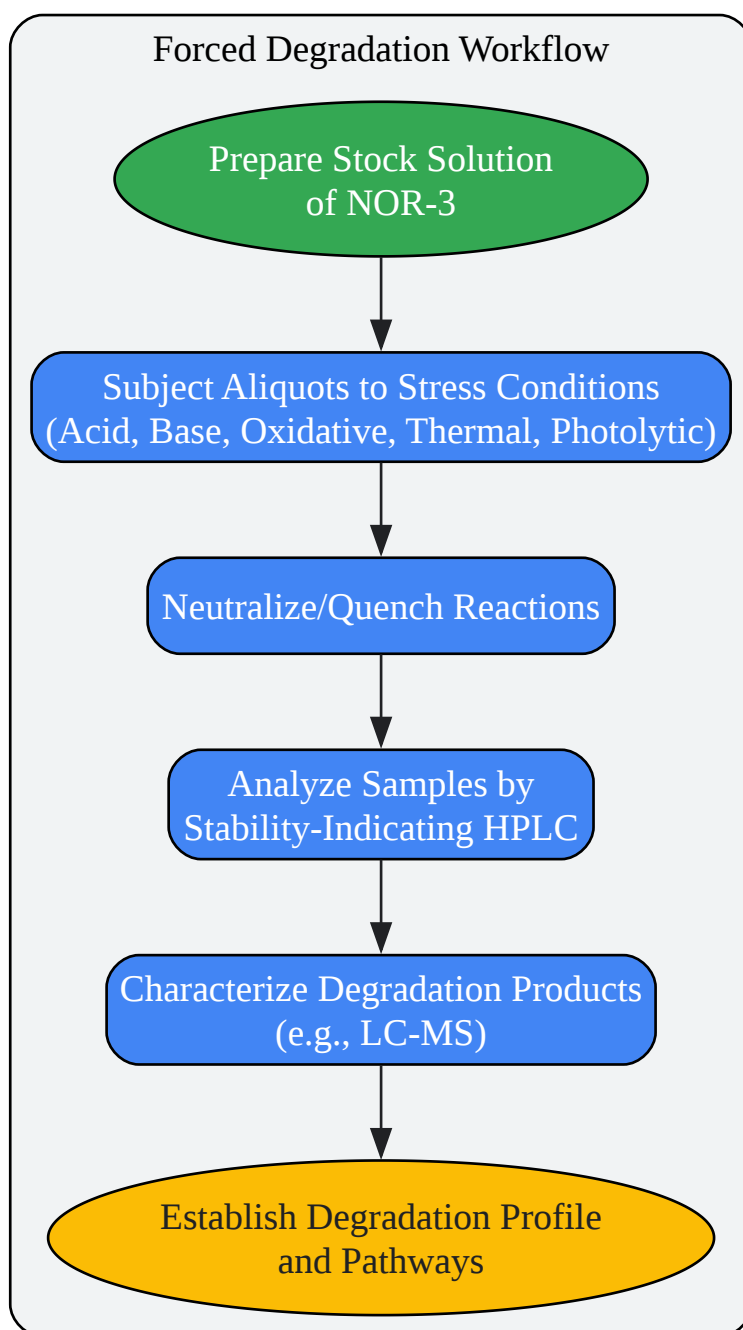 Forced Degradation Workflow
Prepare Stock Solution
of NOR-3
Subject Aliquots to Stress Conditions
(Acid, Base, Oxidative, Thermal, Photolytic)
Neutralize/Quench Reactions
Analyze Samples by
Stability-Indicating HPLC
Characterize Degradation Products
(e.g., LC-MS)
Establish Degradation Profile
and Pathways